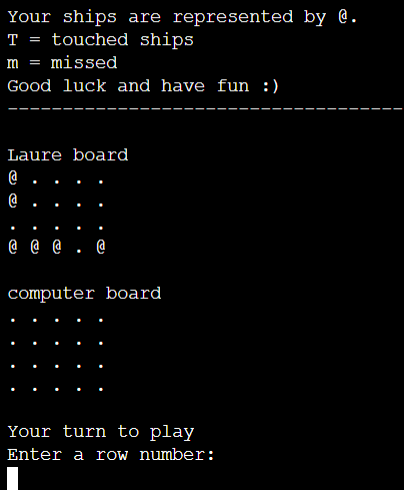 Your ships are represented by @.
T = touched ships
m = missed
Good luck and have fun :)
------------------------------------
Laure board
@ . . . .
@ . . . .
. . . . .
@ @ @ . @
computer board
. . . . .
. . . . .
. . . . .
. . . . .
Your turn to play
Enter a row number: